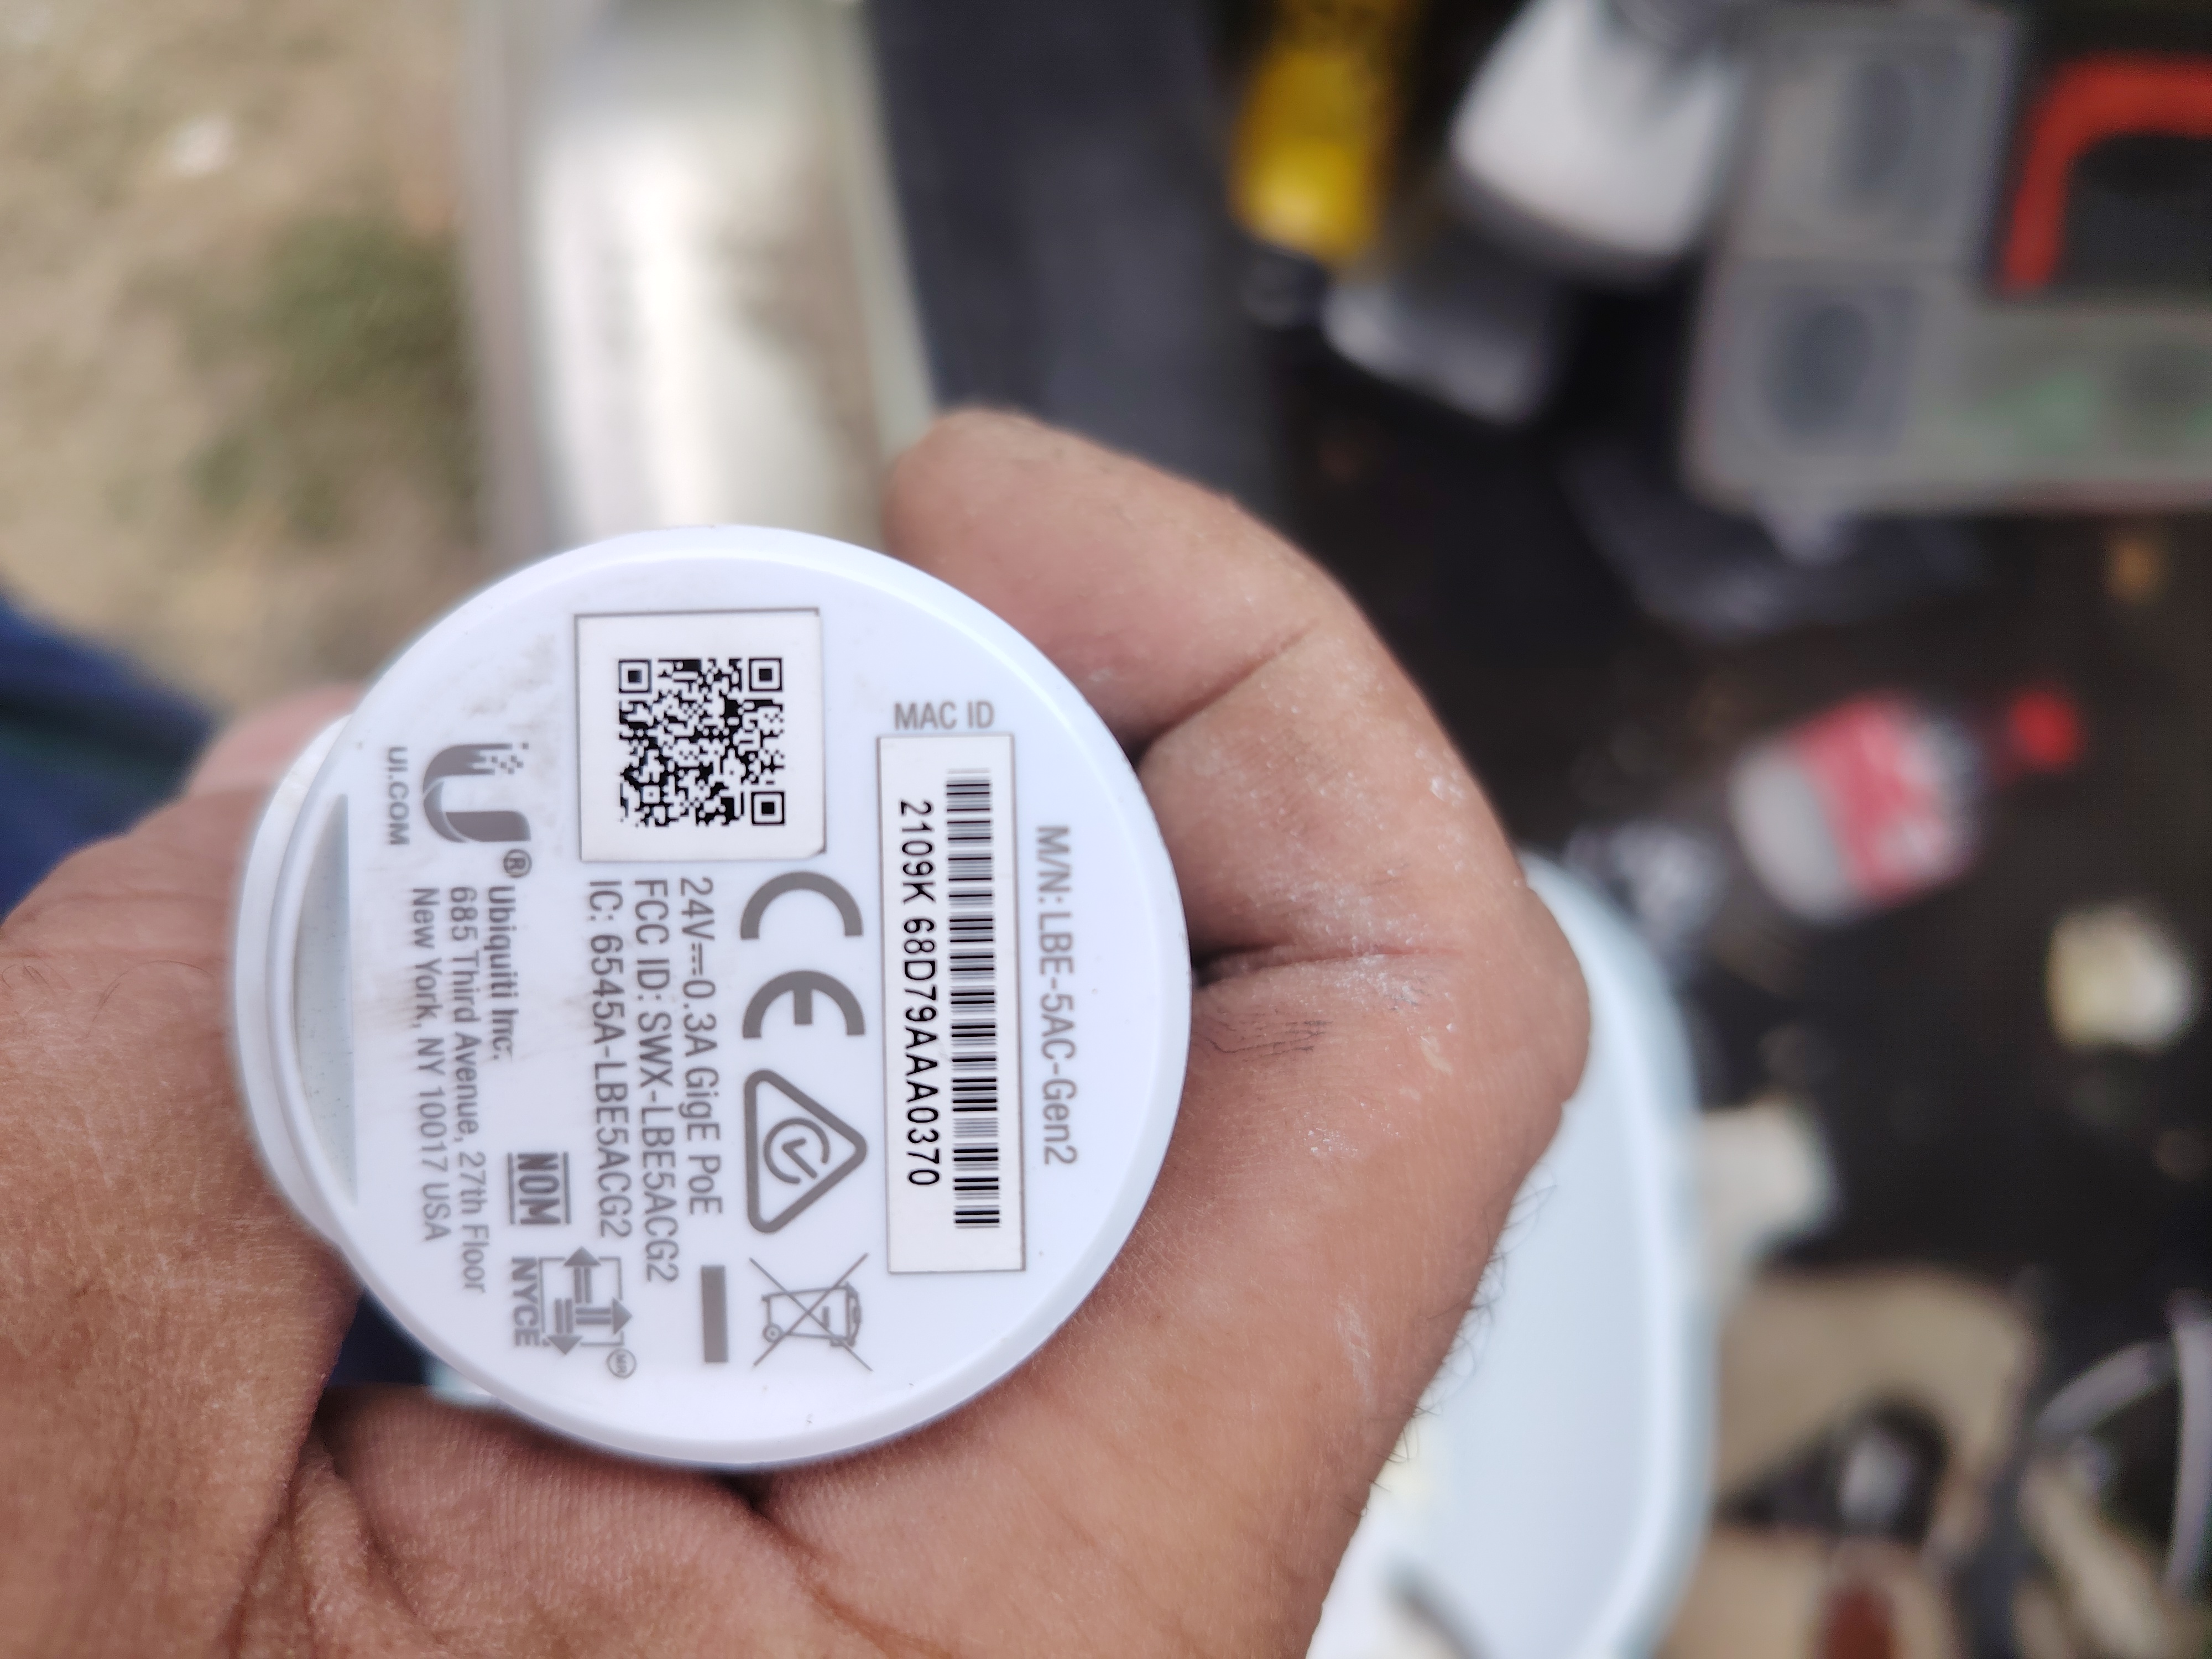 M/N: LBE-5AC-Gen2
MAC ID
2109K 68D79AAA0370
24V⎓0.3A GigE PoE
FCC ID: SWX-LBE5ACG2
IC: 6545A-LBE5ACG2
Ubiquiti Inc.
685 Third Avenue, 27th Floor
New York, NY 10017 USA
U®
UI.COM
NOM
NYCE